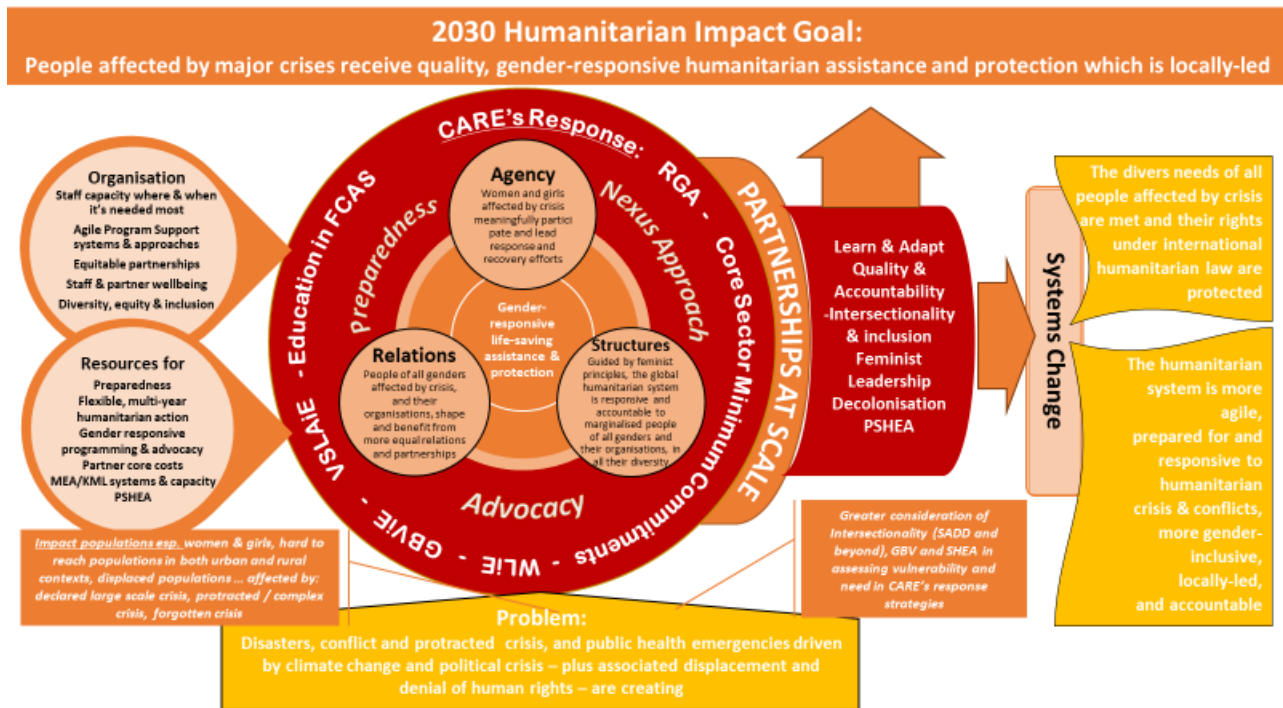 2030 Humanitarian Impact Goal:
People affected by major crises receive quality, gender-responsive humanitarian assistance and protection which is locally-led
Organisation
Staff capacity where & when
it's needed most
Agile Program Support
systems & approaches
Equitable partnerships
Staff & partner wellbeing
Diversity, equity & inclusion
Resources for
Preparedness
Flexible, multi-year
humanitarian action
Gender responsive
programming & advocacy
Partner core costs
MEA/KML systems & capacity
PSHEA
Impact populations esp. women & girls, hard to
reach populations in both urban and rural
contexts, displaced populations ... affected by:
declared large scale crisis, protracted / complex
crisis, forgotten crisis
CARE's Response: RGA - Core Sector Minimum Commitments - WLiE - GBViE - VSLAiE - Education in FCAS
Preparedness
Nexus Approach
Advocacy
Agency
Women and girls
affected by crisis
meaningfully partici
pate and lead
response and
recovery efforts
Gender-
responsive
life-saving
assistance &
protection
Relations
People of all genders
affected by crisis,
and their
organisations, shape
and benefit from
more equal relations
and partnerships
Structures
Guided by feminist
principles, the global
humanitarian system
is responsive and
accountable to
marginalised people
of all genders and
their organisations, in
all their diversity
PARTNERSHIPS AT SCALE
Learn & Adapt
Quality &
Accountability
-Intersectionality
& inclusion
Feminist
Leadership
Decolonisation
PSHEA
Greater consideration of
Intersectionality (SADD and
beyond), GBV and SHEA in
assessing vulnerability and
need in CARE's response
strategies
Systems Change
The divers needs of all
people affected by crisis
are met and their rights
under international
humanitarian law are
protected
The humanitarian
system is more
agile,
prepared for and
responsive to
humanitarian
crisis & conflicts,
more gender-
inclusive,
locally-led,
and accountable
Problem:
Disasters, conflict and protracted crisis, and public health emergencies driven
by climate change and political crisis – plus associated displacement and
denial of human rights – are creating